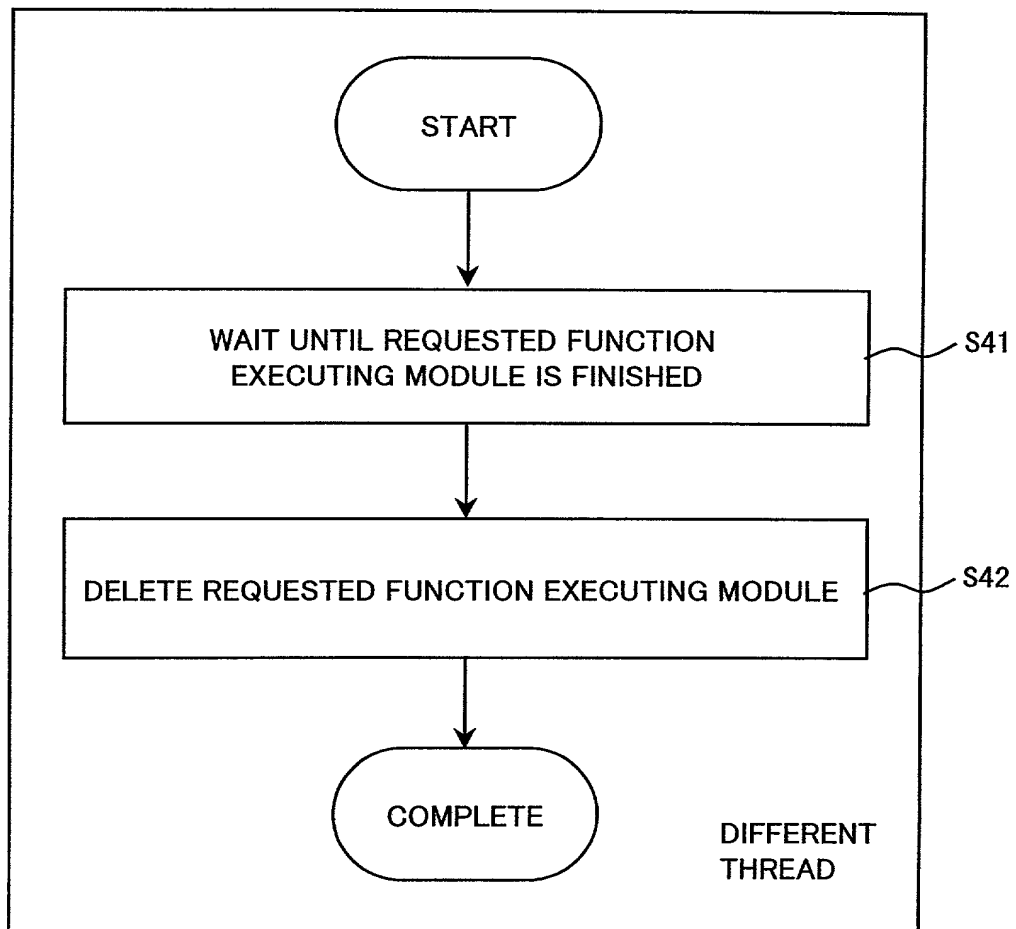 START
WAIT UNTIL REQUESTED FUNCTION
EXECUTING MODULE IS FINISHED
S41
DELETE REQUESTED FUNCTION EXECUTING MODULE
S42
COMPLETE
DIFFERENT
THREAD